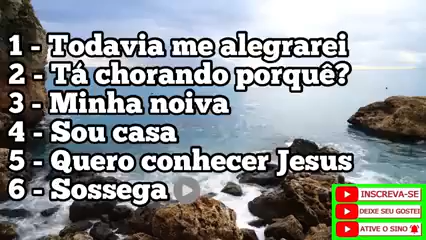 1 - Todavia me alegrarei
2 - Tá chorando porquê?
3 - Minha noiva
4 - Sou casa
5 - Quero conhecer Jesus
6 - Sossega
INSCREVA-SE
DEIXE SEU GOSTEI
ATIVE O SINO